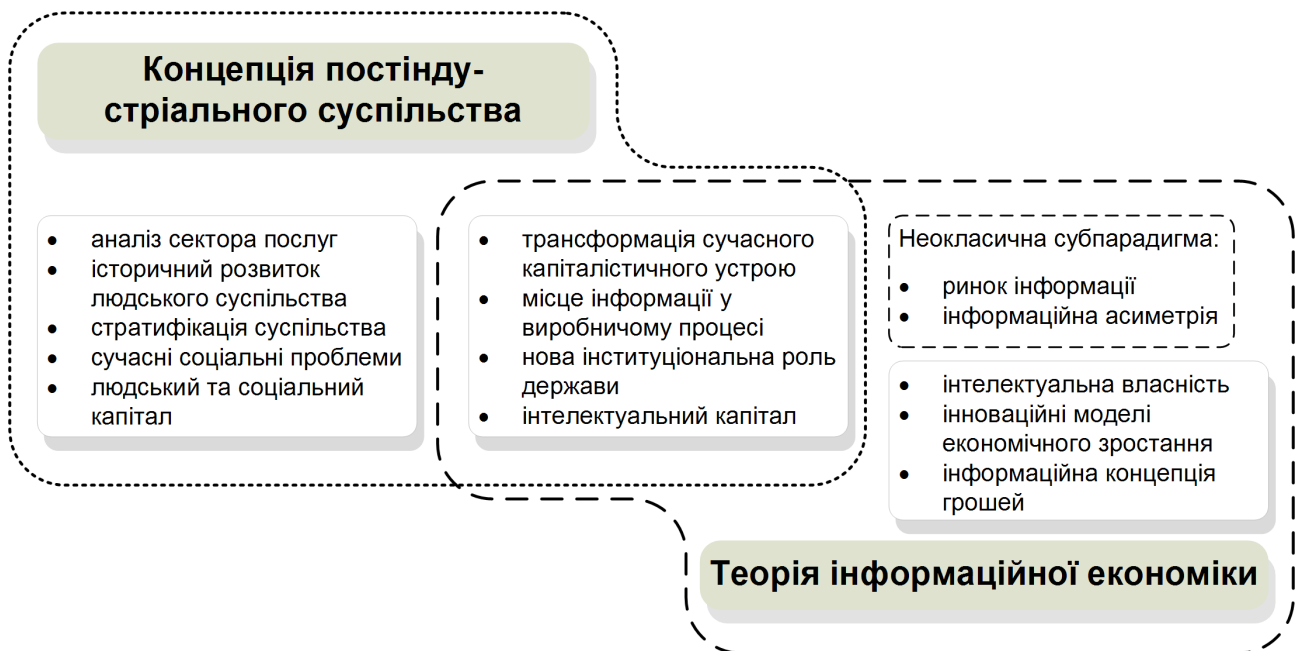 Концепція постінду-
стріального суспільства
• аналіз сектора послуг
• історичний розвиток
людського суспільства
• стратифікація суспільства
• сучасні соціальні проблеми
• людський та соціальний
капітал
• трансформація сучасного
капіталістичного устрою
• місце інформації у
виробничому процесі
• нова інституціональна роль
держави
• інтелектуальний капітал
Неокласична субпарадигма:
• ринок інформації
• інформаційна асиметрія
• інтелектуальна власність
• інноваційні моделі
економічного зростання
• інформаційна концепція
грошей
Теорія інформаційної економіки